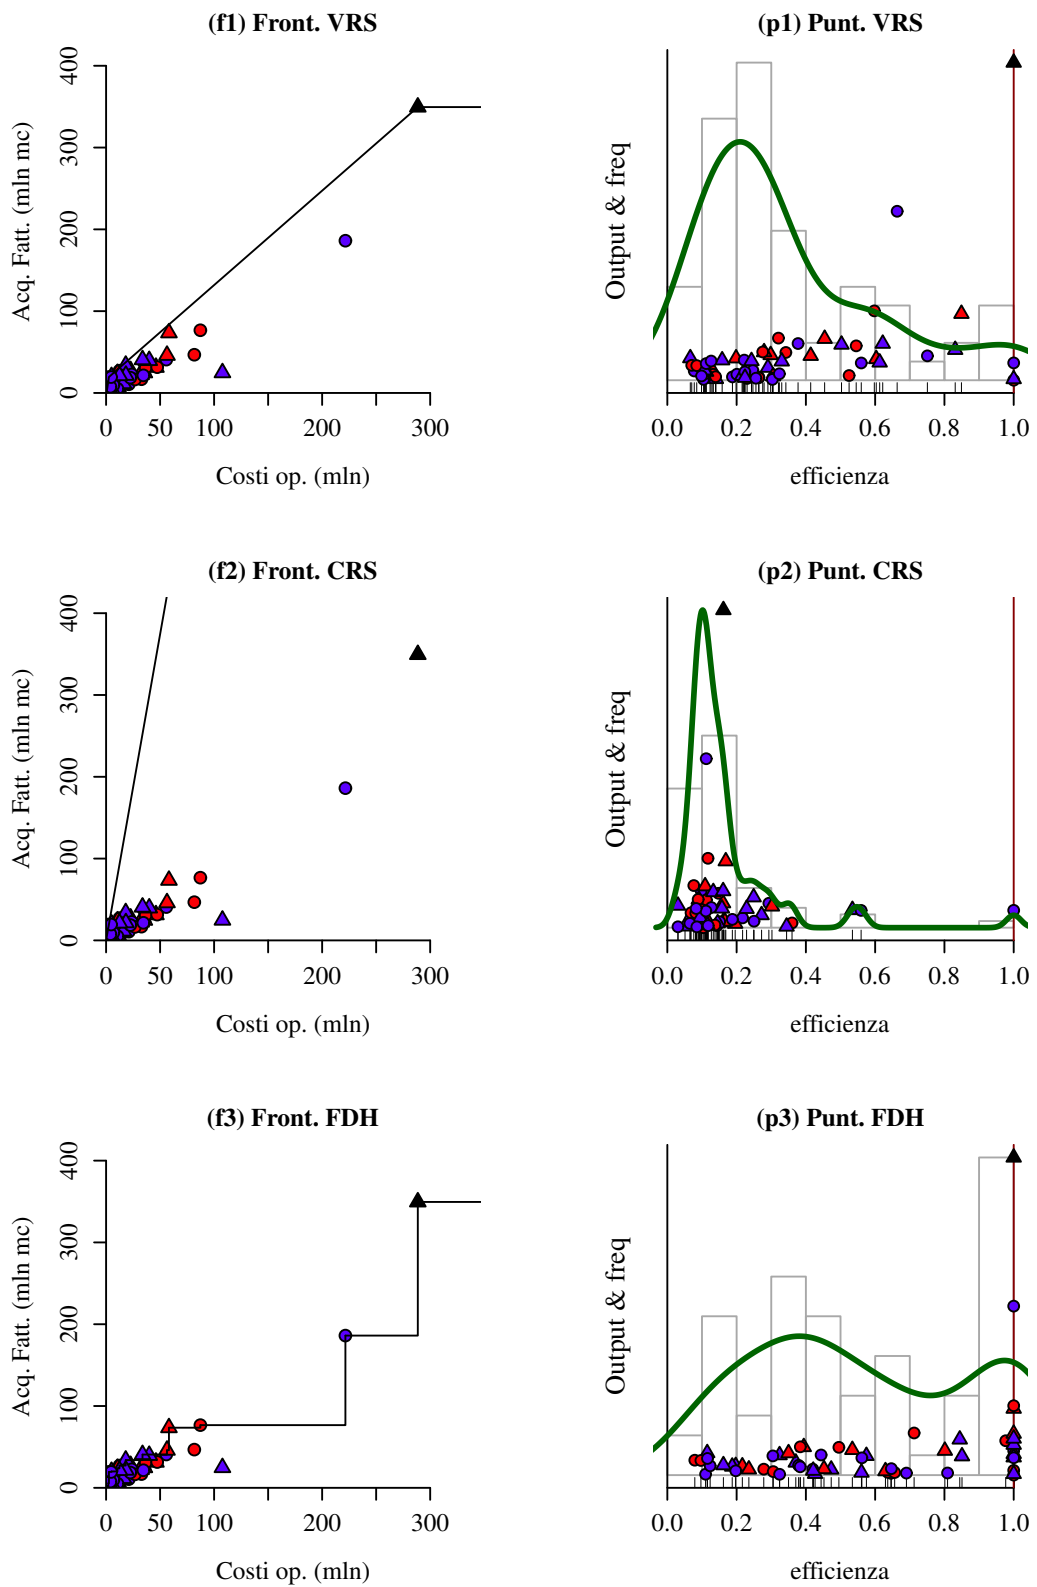 (f1) Front. VRS
Acq. Fatt. (mln mc)
400
300
200
100
0
0 50 100 200 300
Costi op. (mln)
(p1) Punt. VRS
Output & freq
0.0 0.2 0.4 0.6 0.8 1.0
efficienza
(f2) Front. CRS
Acq. Fatt. (mln mc)
400
300
200
100
0
0 50 100 200 300
Costi op. (mln)
(p2) Punt. CRS
Output & freq
0.0 0.2 0.4 0.6 0.8 1.0
efficienza
(f3) Front. FDH
Acq. Fatt. (mln mc)
400
300
200
100
0
0 50 100 200 300
Costi op. (mln)
(p3) Punt. FDH
Output & freq
0.0 0.2 0.4 0.6 0.8 1.0
efficienza